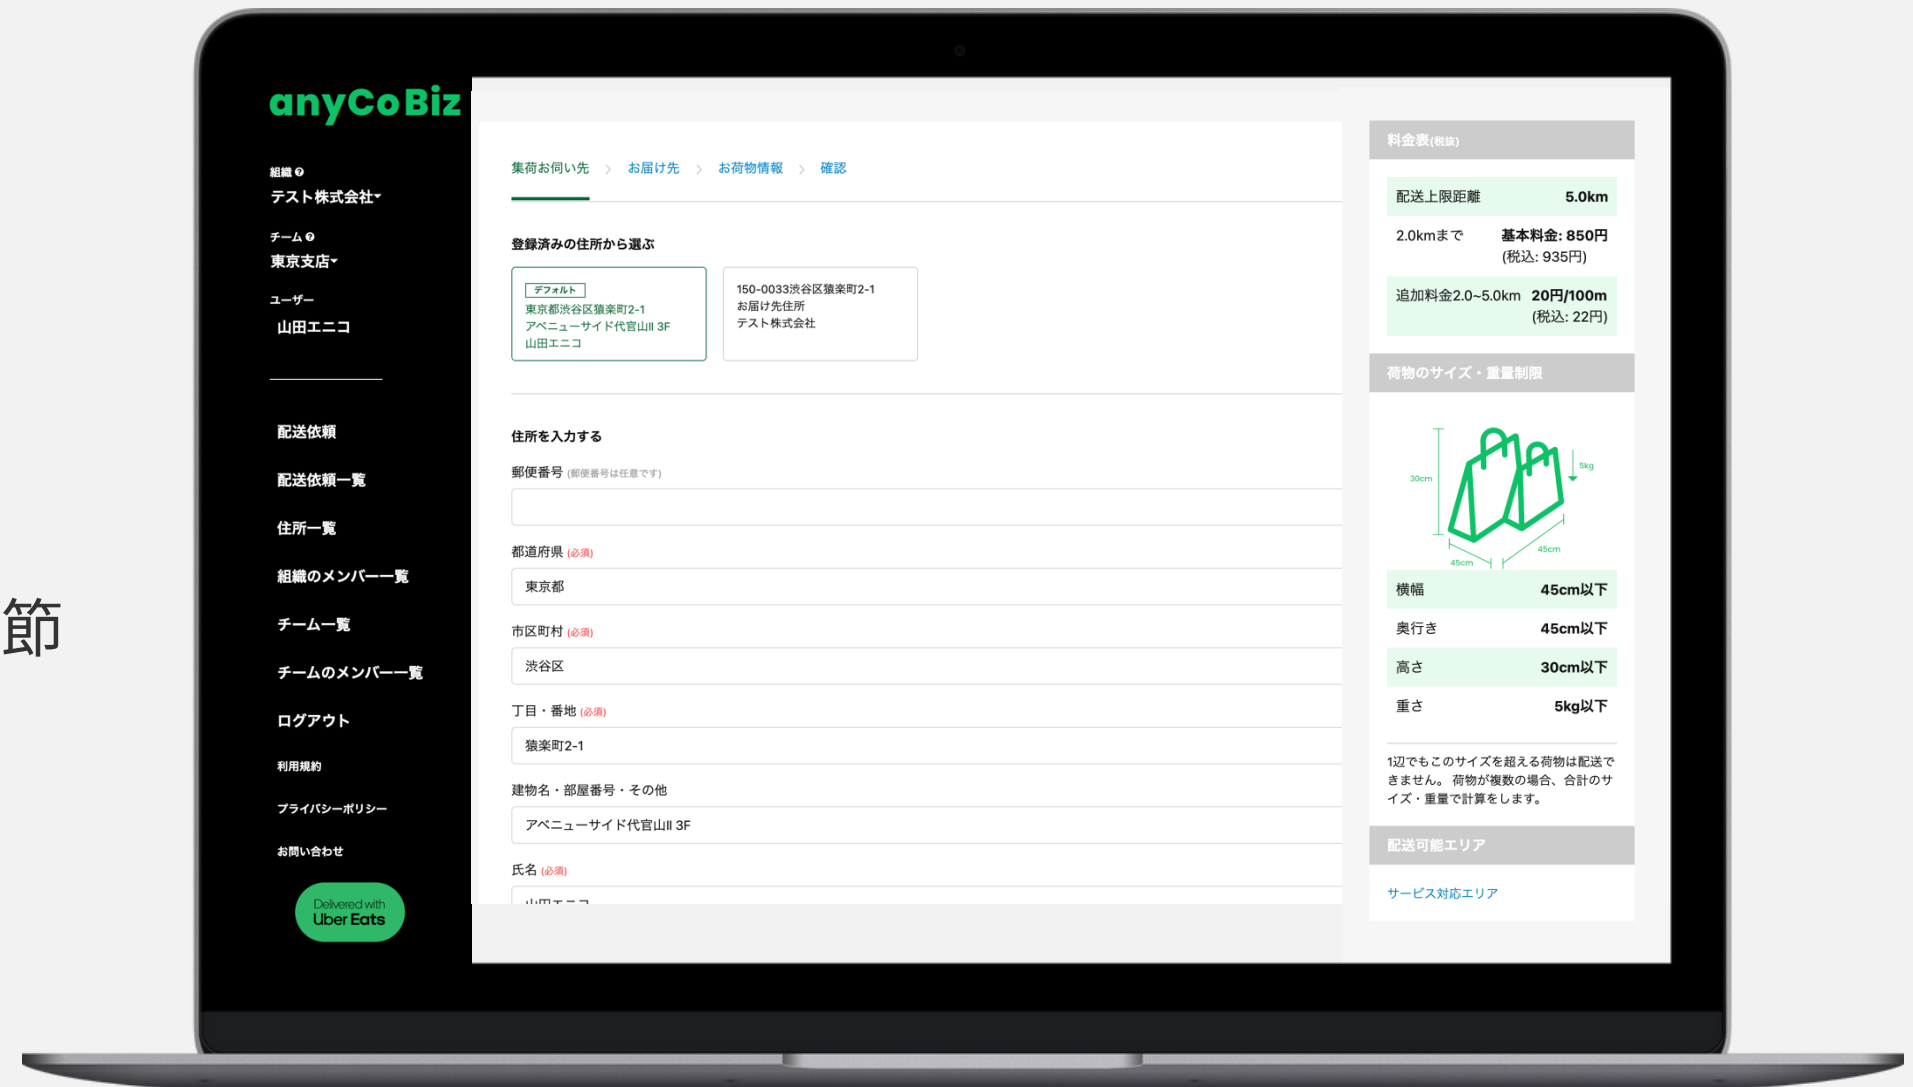 節
anyCoBiz
組織
テスト株式会社
チーム
東京支店
ユーザー
山田エニコ
配送依頼
配送依頼一覧
住所一覧
組織のメンバー一覧
チーム一覧
チームのメンバー一覧
ログアウト
利用規約
プライバシーポリシー
お問い合わせ
Delivered with
Uber Eats
集荷お伺い先 > お届け先 > お荷物情報 > 確認
登録済みの住所から選ぶ
デフォルト
東京都渋谷区猿楽町2-1
アベニューサイド代官山II 3F
山田エニコ
150-0033渋谷区猿楽町2-1
お届け先住所
テスト株式会社
住所を入力する
郵便番号 (郵便番号は任意です)
都道府県 (必須)
東京都
市区町村 (必須)
渋谷区
丁目・番地 (必須)
猿楽町2-1
建物名・部屋番号・その他
アベニューサイド代官山II 3F
氏名 (必須)
山田エニコ
料金表(税抜)
配送上限距離 5.0km
2.0kmまで 基本料金: 850円
(税込: 935円)
追加料金2.0~5.0km 20円/100m
(税込: 22円)
荷物のサイズ・重量制限
30cm
5kg
45cm
45cm
横幅 45cm以下
奥行き 45cm以下
高さ 30cm以下
重さ 5kg以下
1辺でもこのサイズを超える荷物は配送で
きません。 荷物が複数の場合、合計のサ
イズ・重量で計算をします。
配送可能エリア
サービス対応エリア